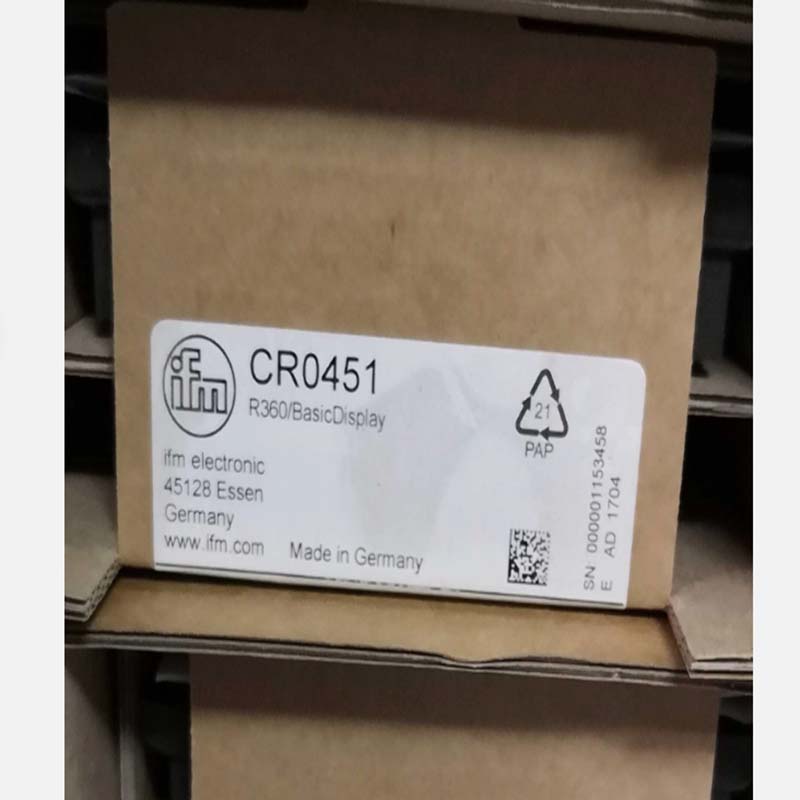 ifm
CR0451
R360/BasicDisplay
ifm electronic
45128 Essen
Germany
www.ifm.com
Made in Germany
21
PAP
SN: 000001153458
E AD 1704